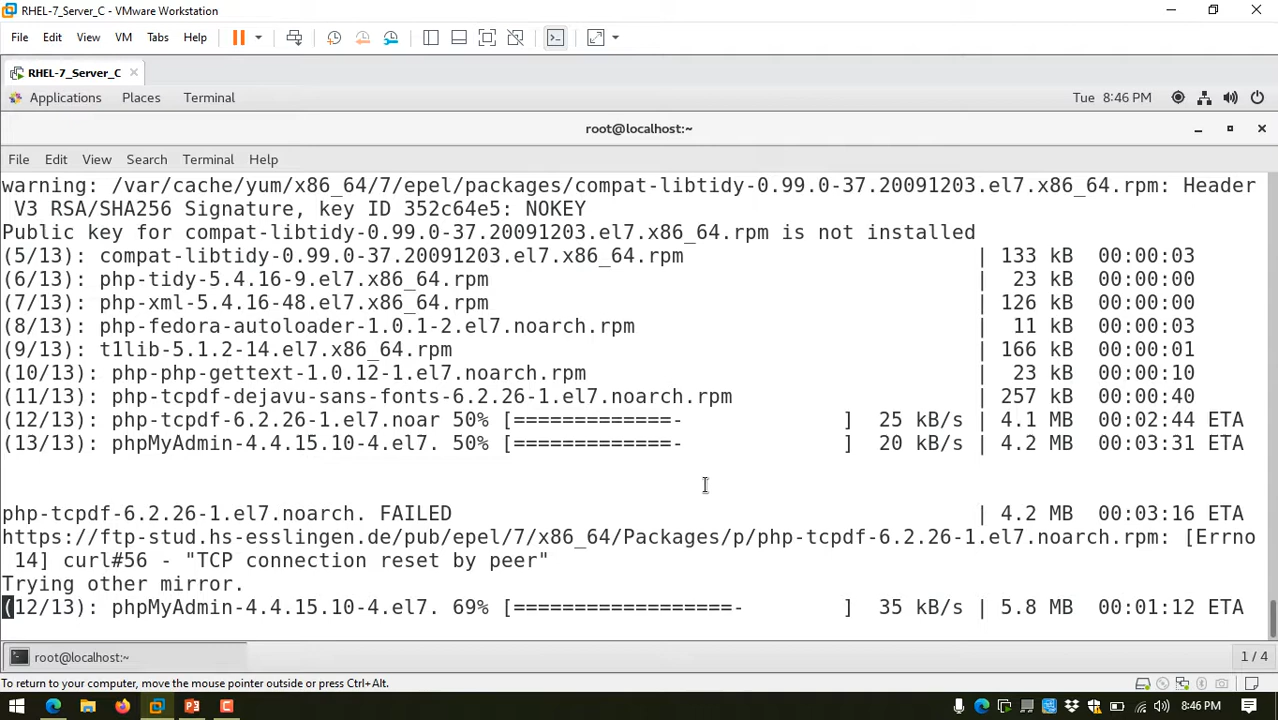 RHEL-7_Server_C - VMware Workstation
File Edit View VM Tabs Help
RHEL-7_Server_C
Applications Places Terminal Tue 8:46 PM
root@localhost:~
File Edit View Search Terminal Help
warning: /var/cache/yum/x86_64/7/epel/packages/compat-libtidy-0.99.0-37.20091203.el7.x86_64.rpm: Header
V3 RSA/SHA256 Signature, key ID 352c64e5: NOKEY
Public key for compat-libtidy-0.99.0-37.20091203.el7.x86_64.rpm is not installed
(5/13): compat-libtidy-0.99.0-37.20091203.el7.x86_64.rpm | 133 kB 00:00:03
(6/13): php-tidy-5.4.16-9.el7.x86_64.rpm | 23 kB 00:00:00
(7/13): php-xml-5.4.16-48.el7.x86_64.rpm | 126 kB 00:00:00
(8/13): php-fedora-autoloader-1.0.1-2.el7.noarch.rpm | 11 kB 00:00:03
(9/13): t1lib-5.1.2-14.el7.x86_64.rpm | 166 kB 00:00:01
(10/13): php-php-gettext-1.0.12-1.el7.noarch.rpm | 23 kB 00:00:10
(11/13): php-tcpdf-dejavu-sans-fonts-6.2.26-1.el7.noarch.rpm | 257 kB 00:00:40
(12/13): php-tcpdf-6.2.26-1.el7.noar 50% [=============- ] 25 kB/s | 4.1 MB 00:02:44 ETA
(13/13): phpMyAdmin-4.4.15.10-4.el7. 50% [=============- ] 20 kB/s | 4.2 MB 00:03:31 ETA
php-tcpdf-6.2.26-1.el7.noarch. FAILED | 4.2 MB 00:03:16 ETA
https://ftp-stud.hs-esslingen.de/pub/epel/7/x86_64/Packages/p/php-tcpdf-6.2.26-1.el7.noarch.rpm: [Errno
14] curl#56 - "TCP connection reset by peer"
Trying other mirror.
(12/13): phpMyAdmin-4.4.15.10-4.el7. 69% [==================- ] 35 kB/s | 5.8 MB 00:01:12 ETA
root@localhost:~ 1 / 4
To return to your computer, move the mouse pointer outside or press Ctrl+Alt.
8:46 PM